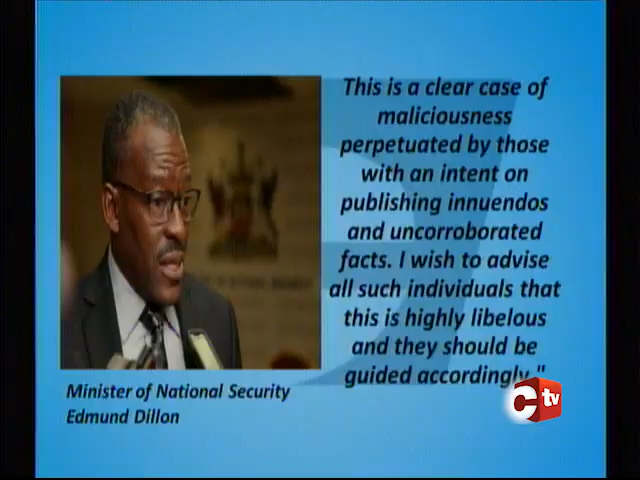 This is a clear case of
maliciousness
perpetuated by those
with an intent on
publishing innuendos
and uncorroborated
facts. I wish to advise
all such individuals that
this is highly libelous
and they should be
guided accordingly."
Minister of National Security
Edmund Dillon
Ctv